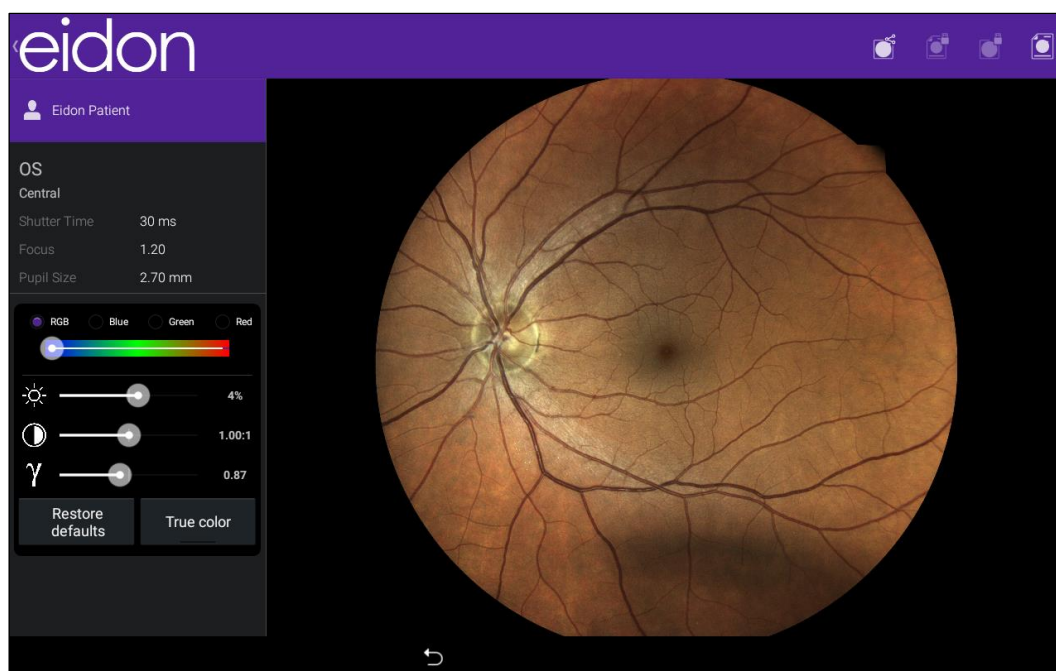 eidon
Eidon Patient
OS
Central
Shutter Time 30 ms
Focus 1.20
Pupil Size 2.70 mm
RGB Blue Green Red
4%
1.00:1
γ 0.87
Restore defaults True color